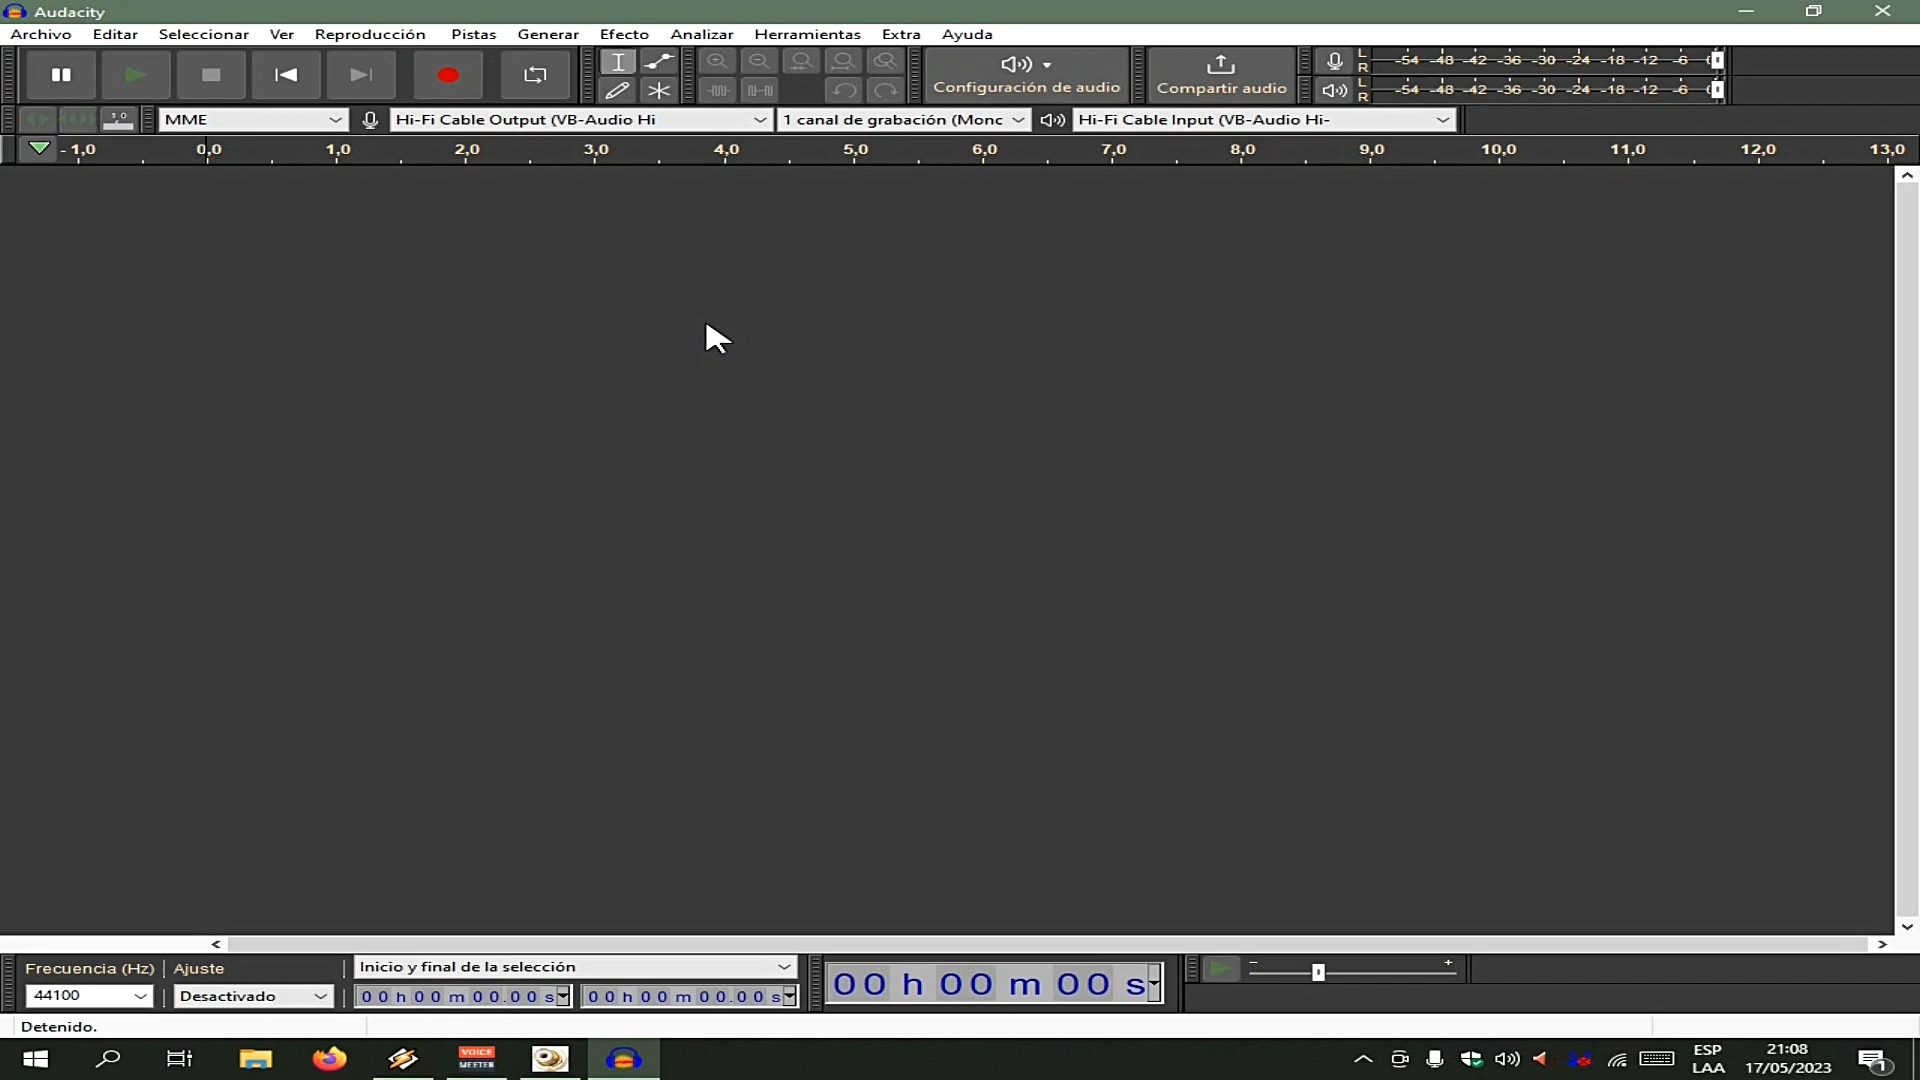 Audacity
Archivo Editar Seleccionar Ver Reproducción Pistas Generar Efecto Analizar Herramientas Extra Ayuda
Configuración de audio
Compartir audio
L -54 -48 -42 -36 -30 -24 -18 -12 -6
R
L -54 -48 -42 -36 -30 -24 -18 -12 -6
R
1,0 MME Hi-Fi Cable Output (VB-Audio Hi 1 canal de grabación (Monc Hi-Fi Cable Input (VB-Audio Hi-
-1,0 0,0 1,0 2,0 3,0 4,0 5,0 6,0 7,0 8,0 9,0 10,0 11,0 12,0 13,0
Frecuencia (Hz) Ajuste Inicio y final de la selección
44100 Desactivado 00 h 00 m 00.00 s 00 h 00 m 00.00 s
00 h 00 m 00 s
Detenido.
VOICE
MEETER
ESP
LAA
21:08
17/05/2023
1